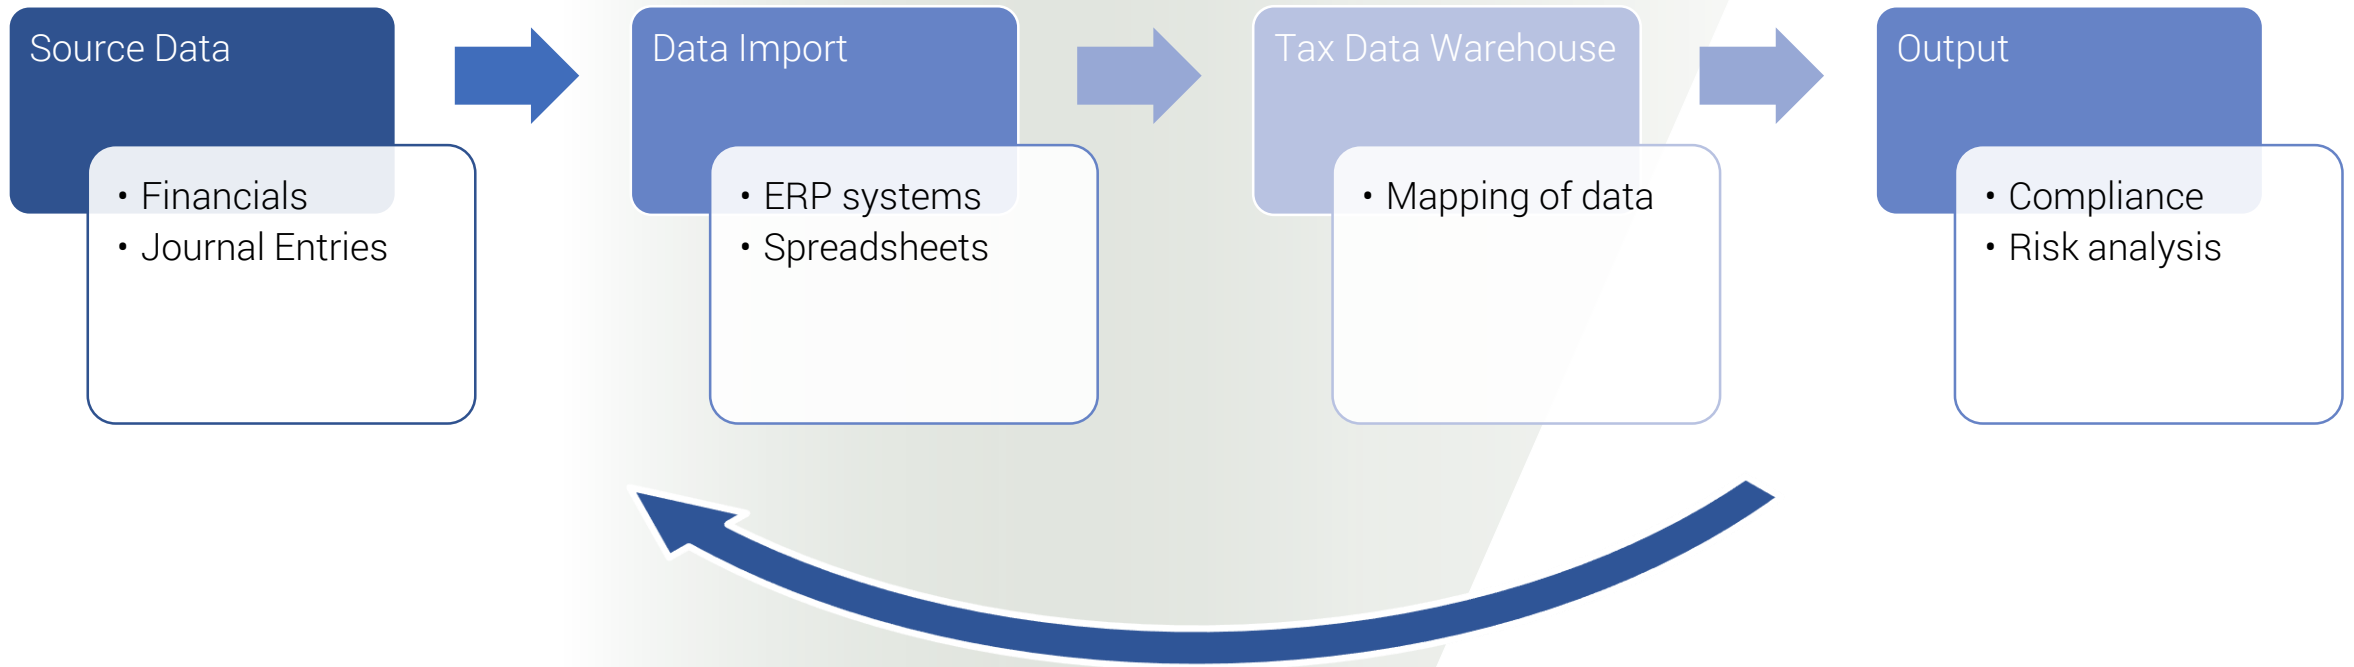 Source Data
• Financials
• Journal Entries
Data Import
• ERP systems
• Spreadsheets
Tax Data Warehouse
• Mapping of data
Output
• Compliance
• Risk analysis